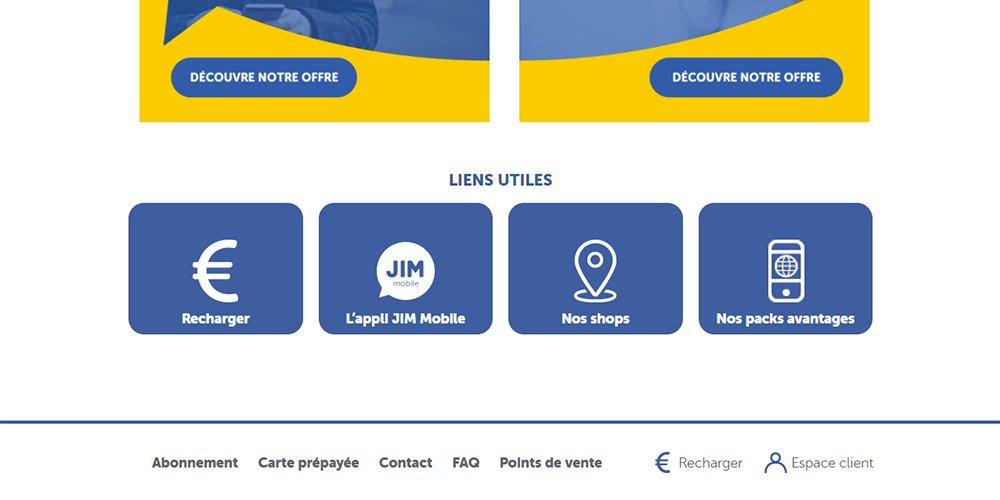 DÉCOUVRE NOTRE OFFRE
DÉCOUVRE NOTRE OFFRE
LIENS UTILES
€
Recharger
JIM
mobile
L'appli JIM Mobile
Nos shops
Nos packs avantages
Abonnement
Carte prépayée
Contact
FAQ
Points de vente
€ Recharger
Espace client